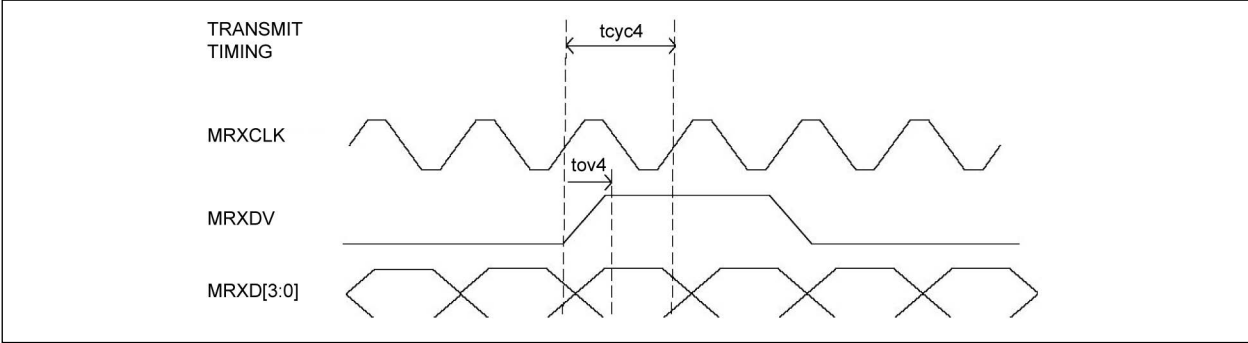 TRANSMIT
TIMING
tcyc4
MRXCLK
tov4
MRXDV
MRXD[3:0]